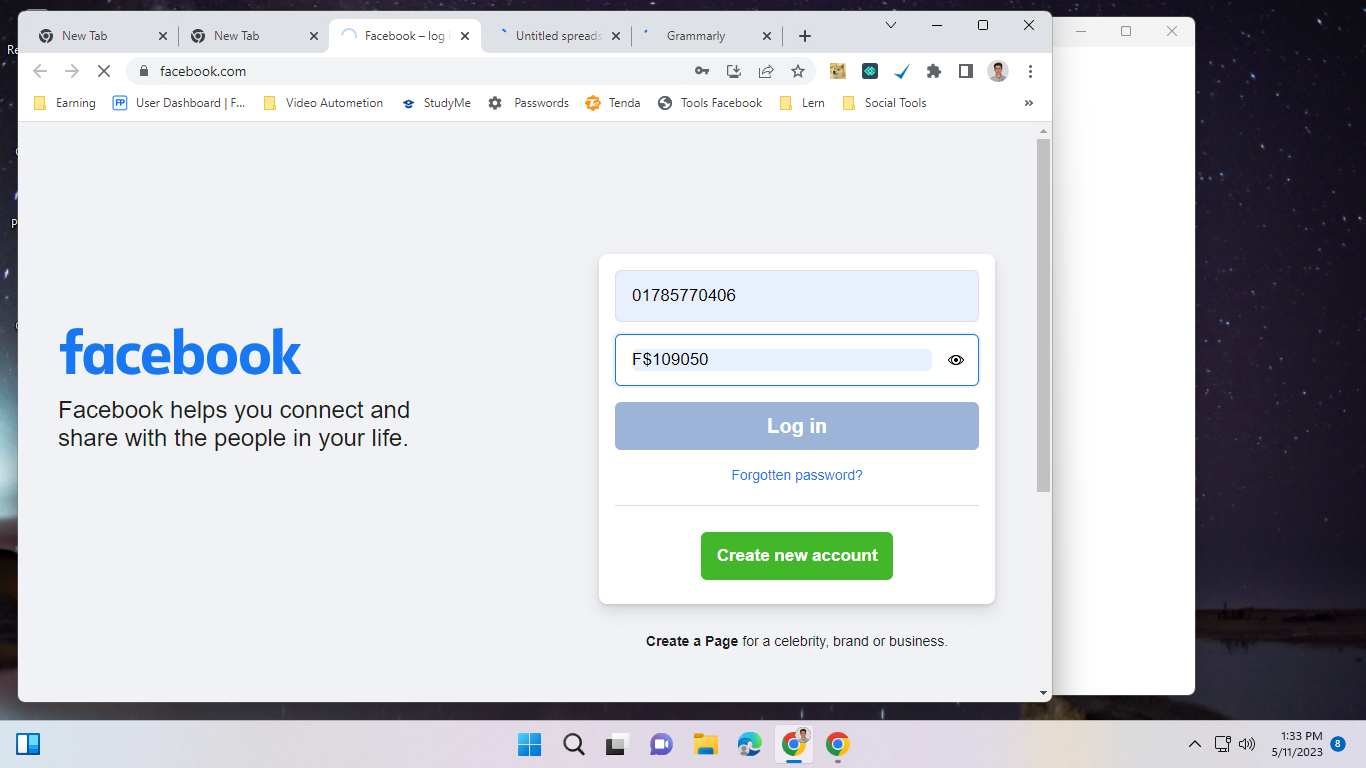 New Tab
New Tab
Facebook – log i
Untitled spreads
Grammarly
facebook.com
Earning
User Dashboard | F...
Video Autometion
StudyMe
Passwords
Tenda
Tools Facebook
Lern
Social Tools
»
01785770406
F$109050
facebook
Log in
Facebook helps you connect and
share with the people in your life.
Forgotten password?
Create new account
Create a Page for a celebrity, brand or business.
1:33 PM
5/11/2023
8